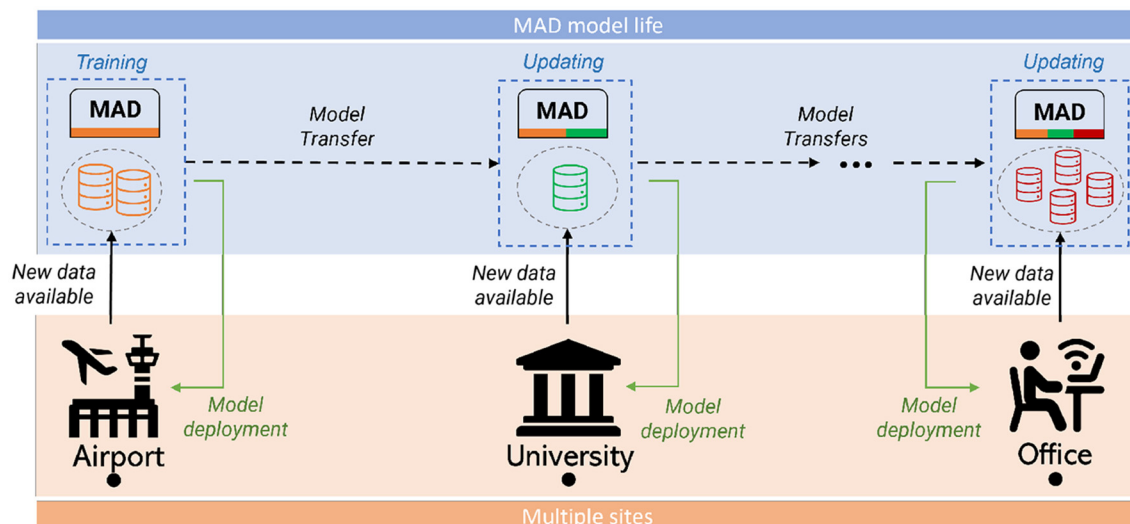 MAD model life
Training
Updating
Updating
MAD
MAD
MAD
Model
Transfer
Model
Transfers
...
New data
available
New data
available
New data
available
Model
deployment
Model
deployment
Model
deployment
Airport
University
Office
Multiple sites